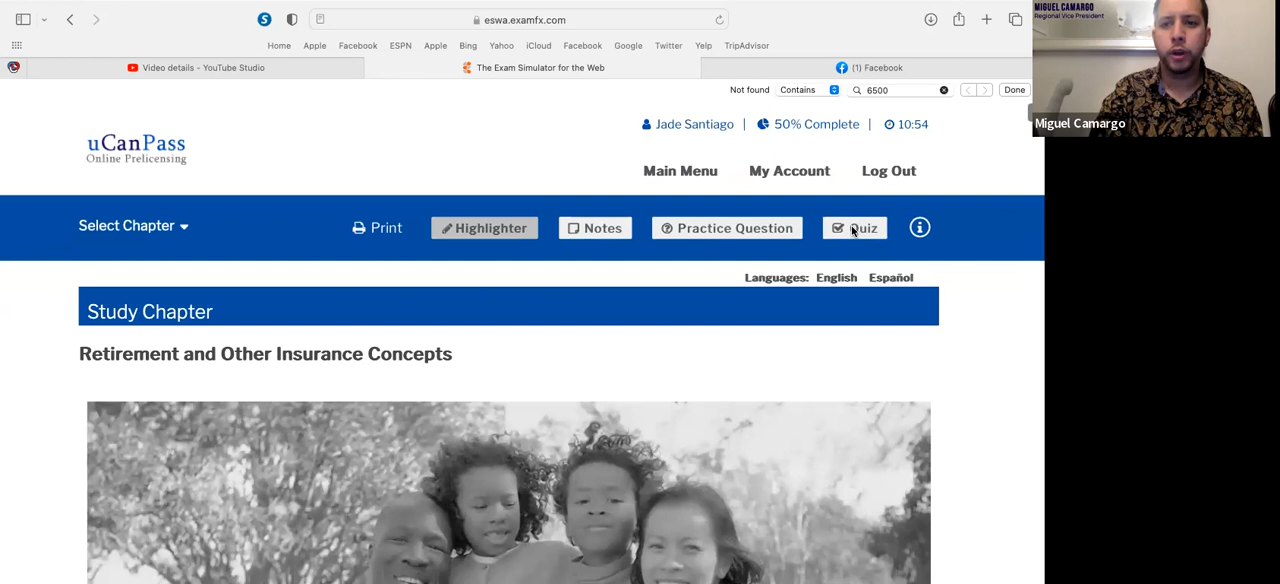 eswa.examfx.com
Home Apple Facebook ESPN Apple Bing Yahoo iCloud Facebook Google Twitter Yelp TripAdvisor
Video details - YouTube Studio
The Exam Simulator for the Web
(1) Facebook
Not found Contains 6500 Done
MIGUEL CAMARGO
Regional Vice President
Miguel Camargo
uCanPass
Online Prelicensing
Jade Santiago | 50% Complete | 10:54
Main Menu My Account Log Out
Select Chapter Print Highlighter Notes Practice Question Quiz
Languages: English Español
Study Chapter
Retirement and Other Insurance Concepts